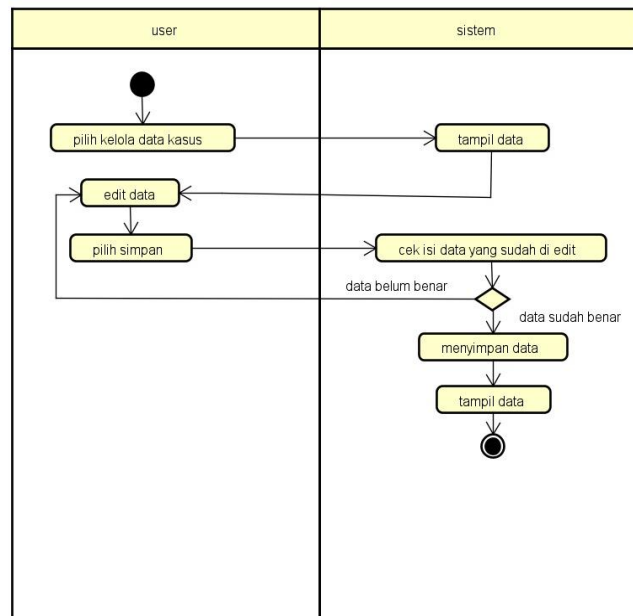 user
sistem
pilih kelola data kasus
tampil data
edit data
pilih simpan
cek isi data yang sudah di edit
data belum benar
data sudah benar
menyimpan data
tampil data